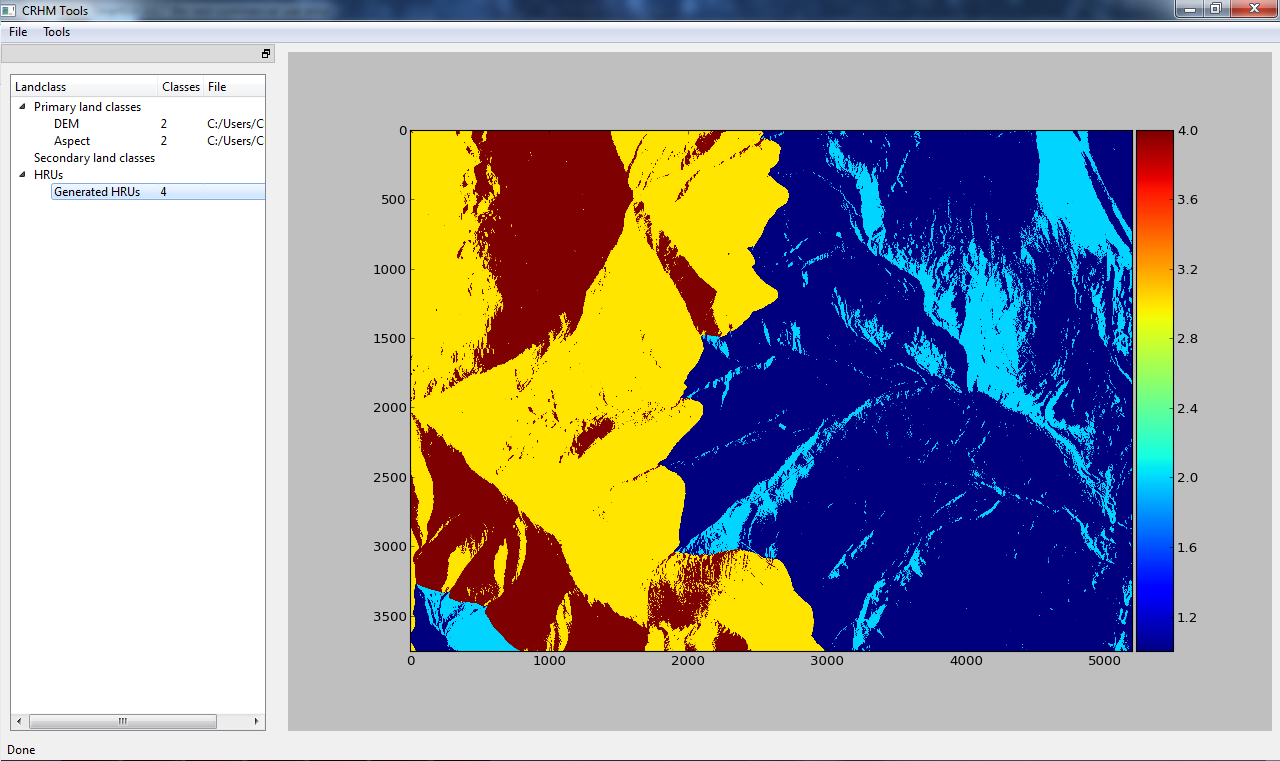 CRHM Tools
File Tools
Landclass Classes File
Primary land classes
DEM 2 C:/Users/C
Aspect 2 C:/Users/C
Secondary land classes
HRUs
Generated HRUs 4
0
500
1000
1500
2000
2500
3000
3500
0 1000 2000 3000 4000 5000
4.0
3.6
3.2
2.8
2.4
2.0
1.6
1.2
Done